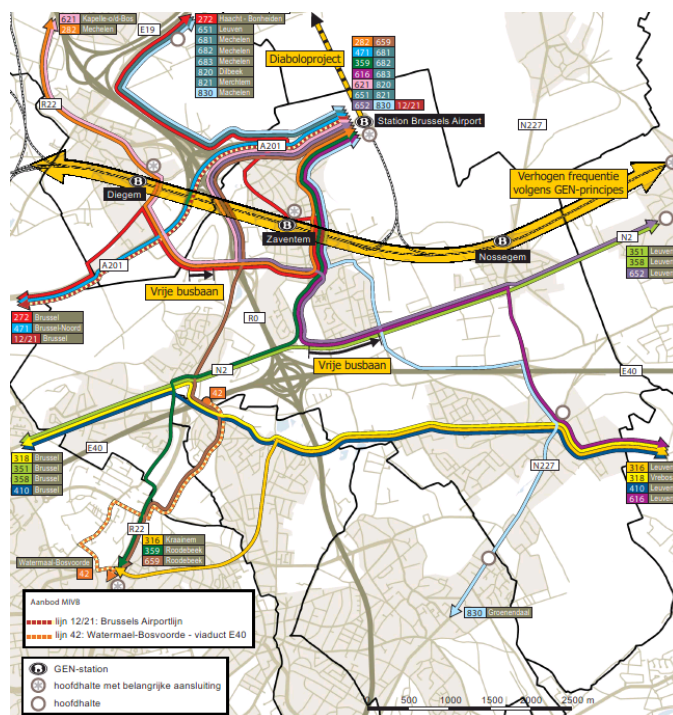 621 Kapelle-c/d-Bos
282 Mechelen
E19
272 Haacht - Bonheiden
651 Leuven
681 Mechelen
682 Mechelen
683 Mechelen
820 Dilbeek
821 Merchtem
830 Machelen
Diaboloproject
282 659
471 681
359 682
616 683
621 820
651 821
652 830 12/21
Station Brussels Airport
R22
A201
N227
Verhogen frequentie
volgens GEN-principes
Diegem
Zaventem
Nossegem
N2
351 Leuven
358 Leuven
652 Leuven
A201
Vrije busbaan
272 Brussel
471 Brussel-Noord
12/21 Brussel
R0
N2
Vrije busbaan
E40
42
E40
318 Brussel
351 Brussel
358 Brussel
410 Brussel
N227
316 Leuven
318 Vrebos
410 Leuven
616 Leuven
R22
316 Kraainem
359 Roodebeek
659 Roodebeek
Watermaal-Bosvoorde
42
830 Groenendaal
Aanbod MIVB
lijn 12/21: Brussels Airportlijn
lijn 42: Watermael-Bosvoorde - viaduct E40
GEN-station
hoofdhalte met belangrijke aansluiting
hoofdhalte
0 500 1000 1500 2000 2500 m